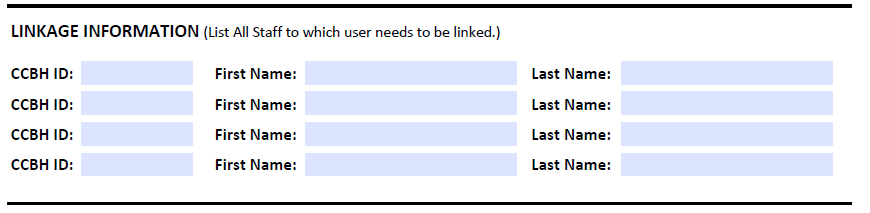 LINKAGE INFORMATION (List All Staff to which user needs to be linked.)
CCBH ID: First Name: Last Name:
CCBH ID: First Name: Last Name:
CCBH ID: First Name: Last Name:
CCBH ID: First Name: Last Name: